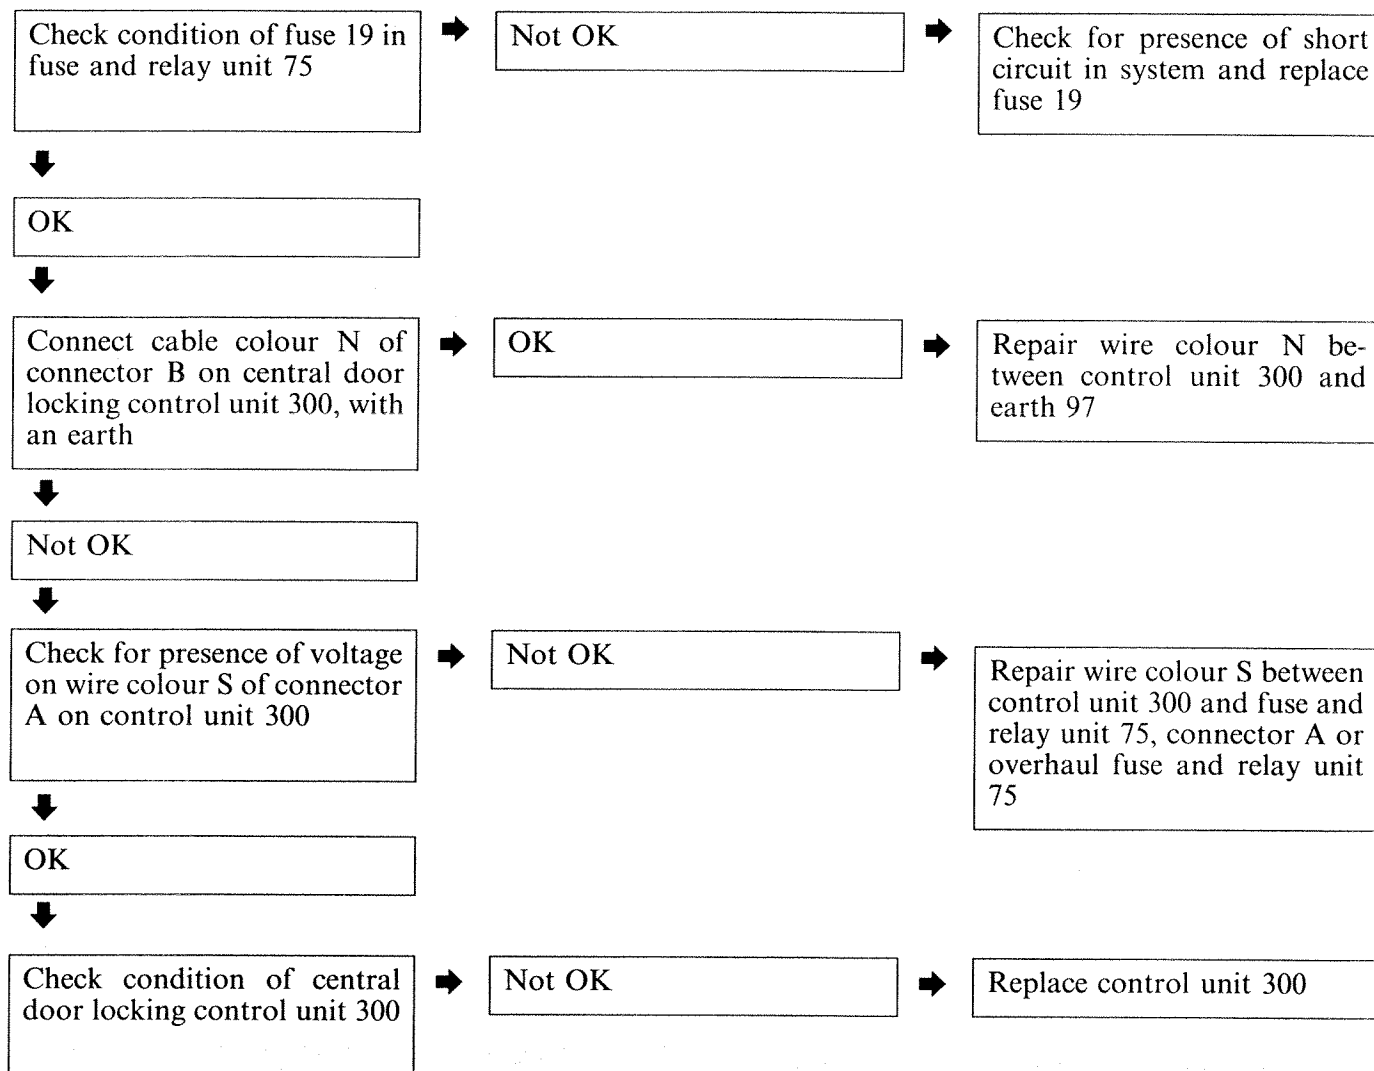 Check condition of fuse 19 in
fuse and relay unit 75
Not OK
Check for presence of short
circuit in system and replace
fuse 19
OK
Connect cable colour N of
connector B on central door
locking control unit 300, with
an earth
OK
Repair wire colour N be-
tween control unit 300 and
earth 97
Not OK
Check for presence of voltage
on wire colour S of connector
A on control unit 300
Not OK
Repair wire colour S between
control unit 300 and fuse and
relay unit 75, connector A or
overhaul fuse and relay unit
75
OK
Check condition of central
door locking control unit 300
Not OK
Replace control unit 300